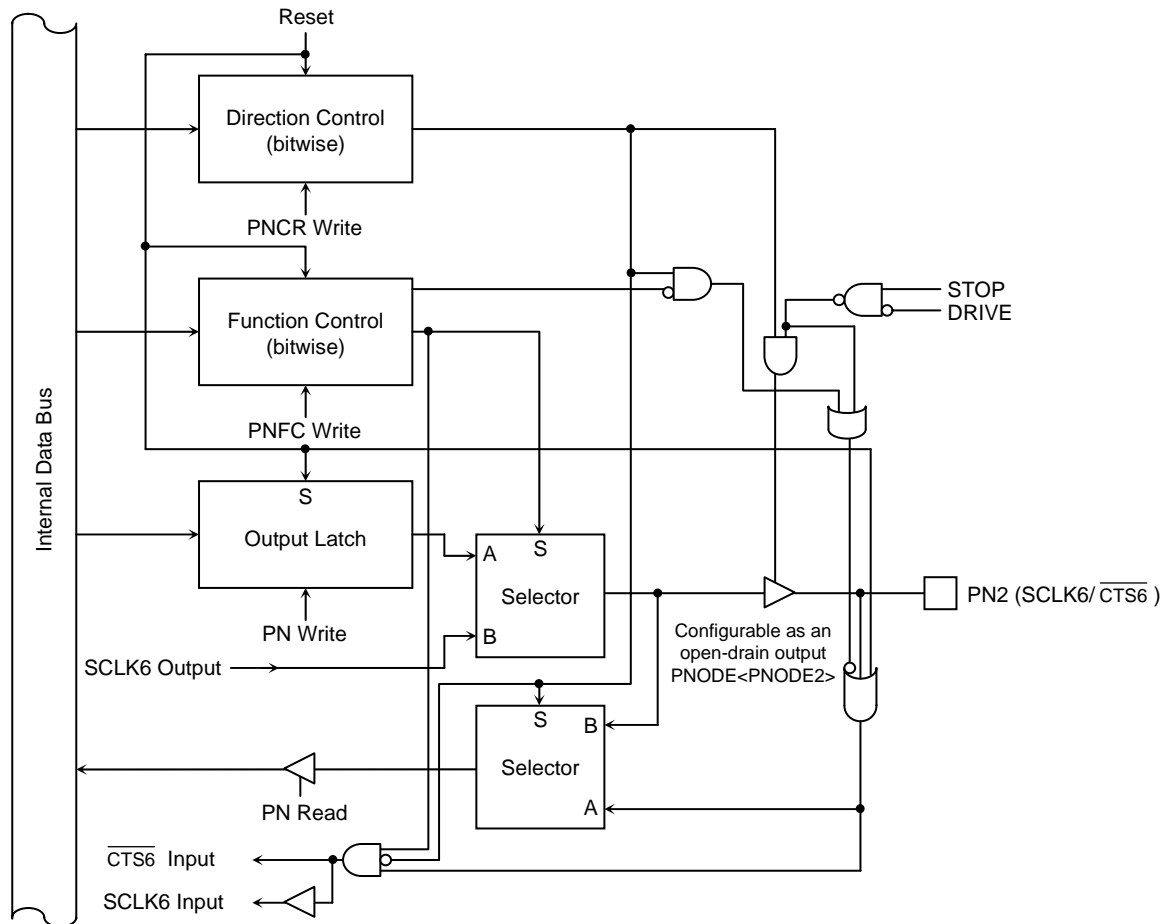 Reset
Direction Control
(bitwise)
PNCR Write
Function Control
(bitwise)
STOP
DRIVE
PNFC Write
Internal Data Bus
S
Output Latch
A
S
Selector
B
PN Write
SCLK6 Output
PN2 (SCLK6/ CTS6 )
Configurable as an
open-drain output
PNODE<PNODE2>
S
B
Selector
A
PN Read
CTS6 Input
SCLK6 Input